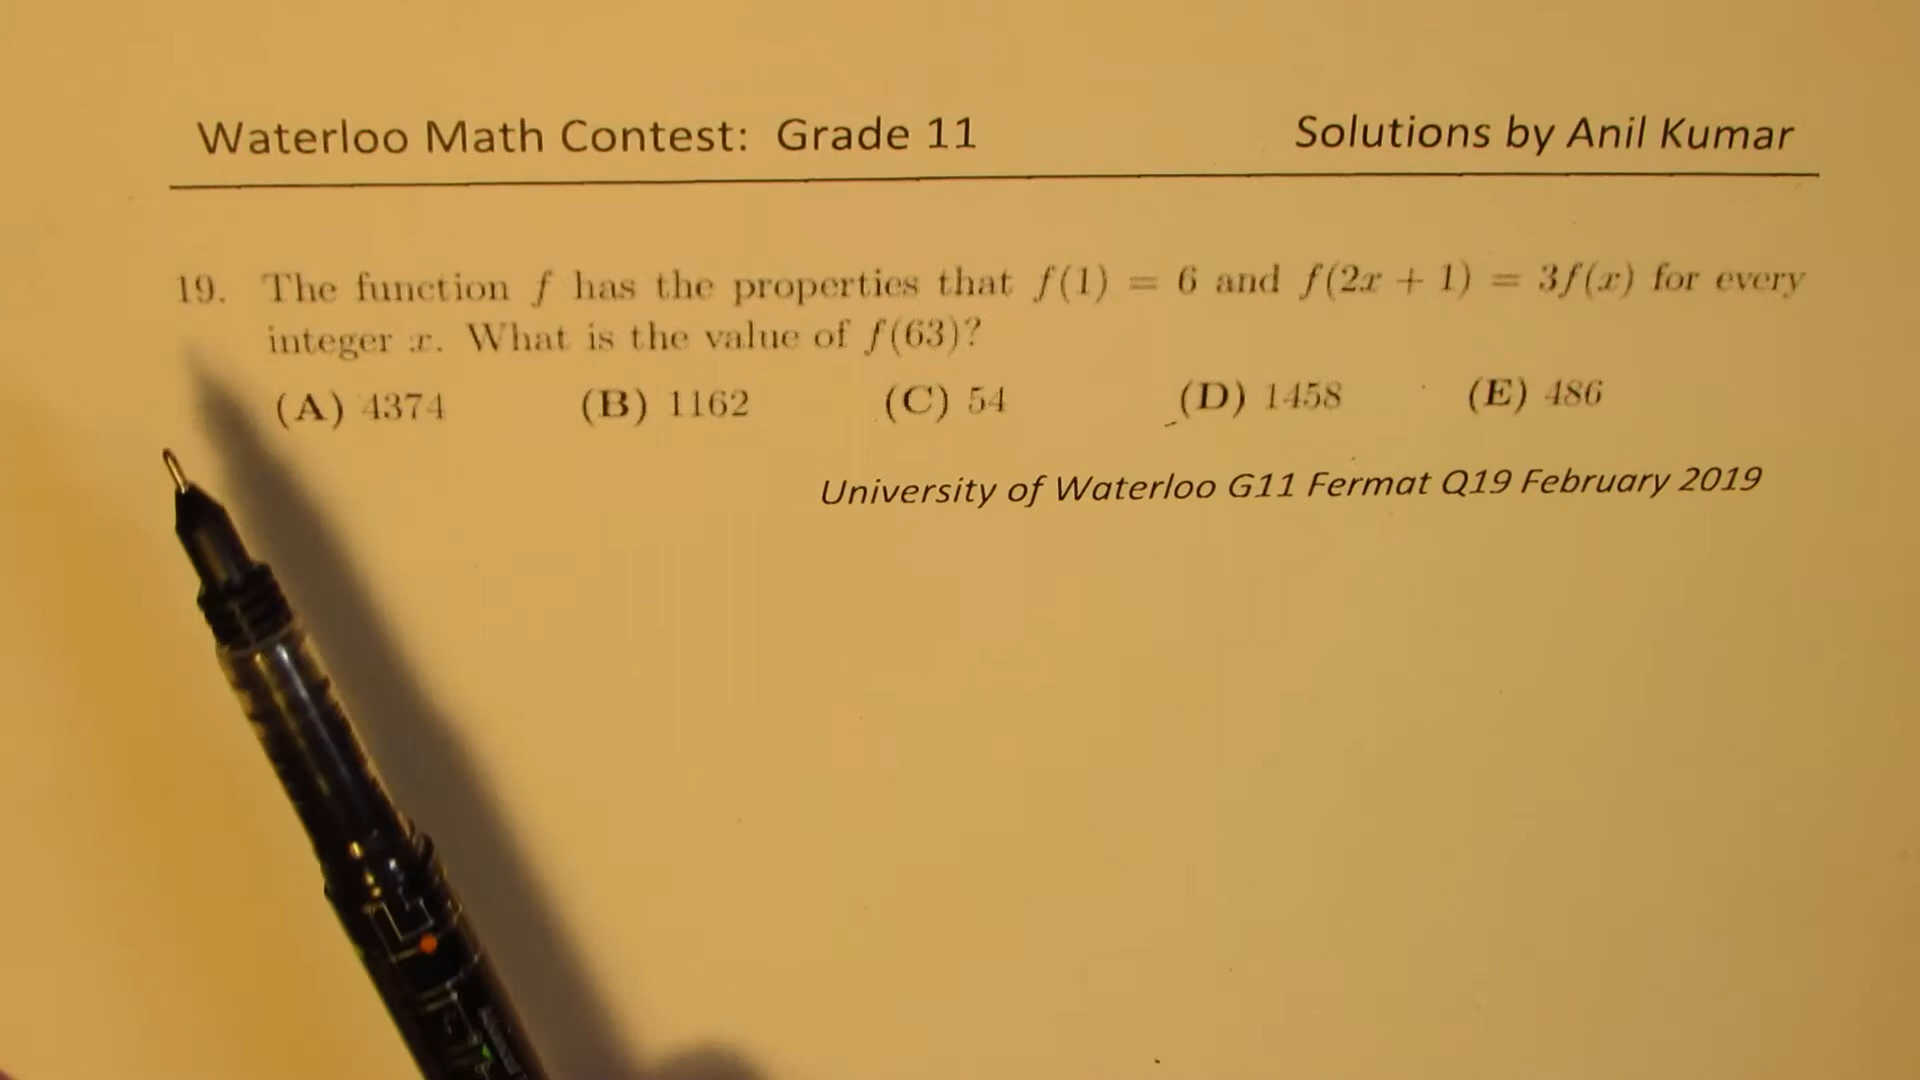 Waterloo Math Contest: Grade 11 Solutions by Anil Kumar
19. The function f has the properties that f(1) = 6 and f(2x + 1) = 3f(x) for every
integer x. What is the value of f(63)?
(A) 4374 (B) 1162 (C) 54 (D) 1458 (E) 486
University of Waterloo G11 Fermat Q19 February 2019